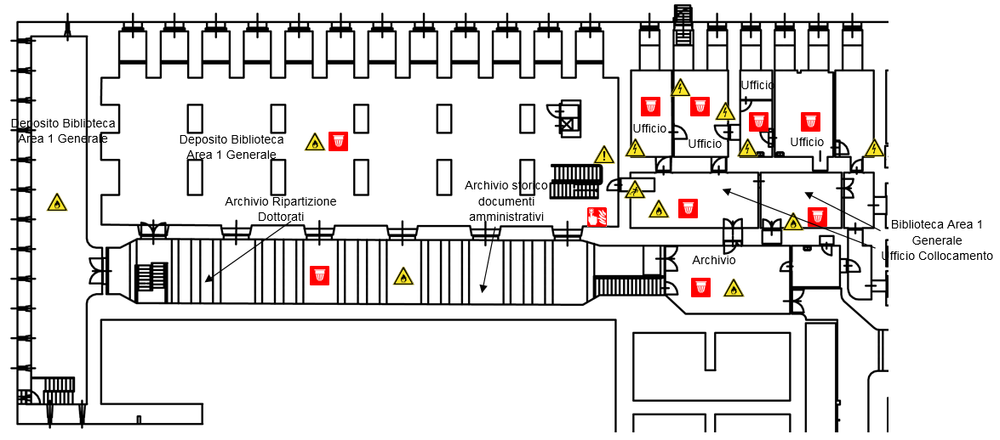 Deposito Biblioteca
Area 1 Generale
Deposito Biblioteca
Area 1 Generale
Archivio Ripartizione
Dottorati
Archivio storico
documenti
amministrativi
Ufficio
Ufficio
Ufficio
Ufficio
Archivio
Biblioteca Area 1
Generale
Ufficio Collocamento